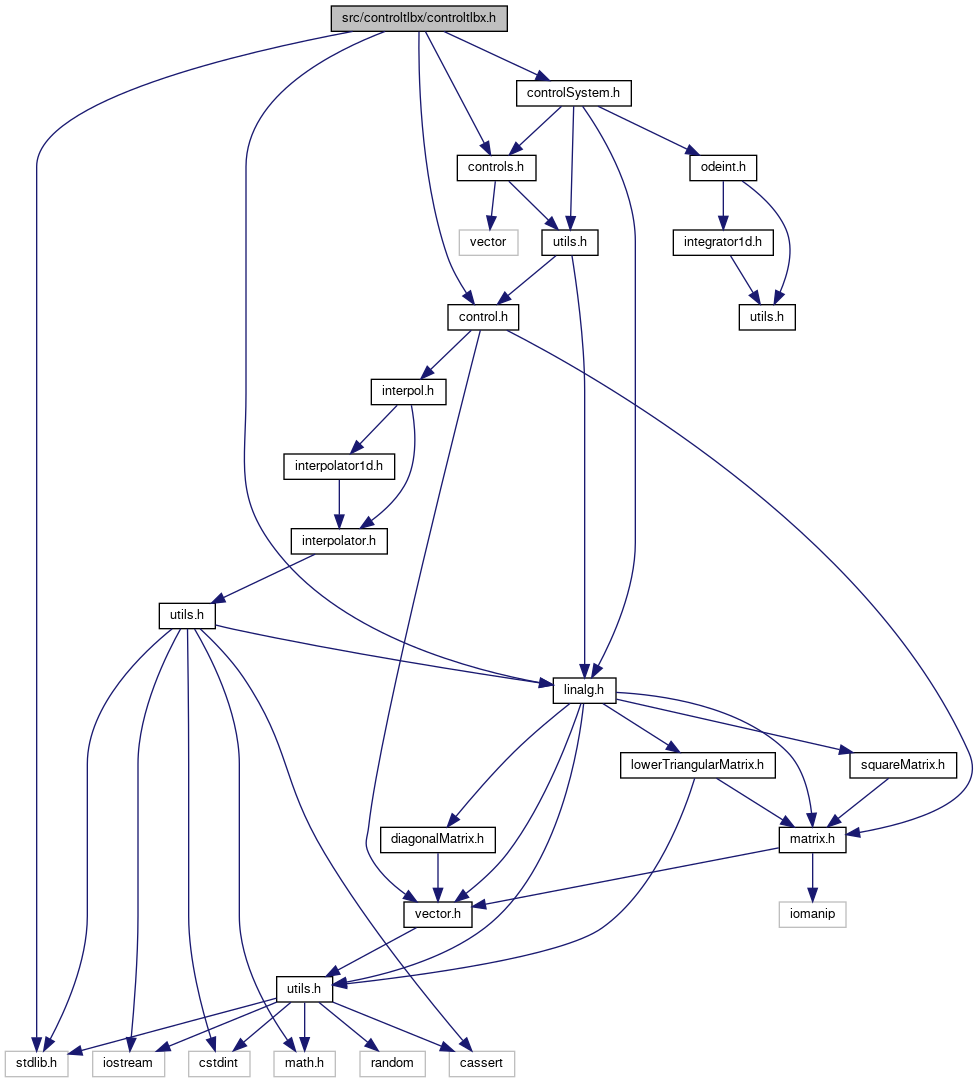 src/controltlbx/controltlbx.h
controlSystem.h
controls.h
odeint.h
vector
utils.h
integrator1d.h
control.h
utils.h
interpol.h
interpolator1d.h
interpolator.h
utils.h
linalg.h
lowerTriangularMatrix.h
squareMatrix.h
diagonalMatrix.h
matrix.h
vector.h
iomanip
utils.h
stdlib.h
iostream
cstdint
math.h
random
cassert